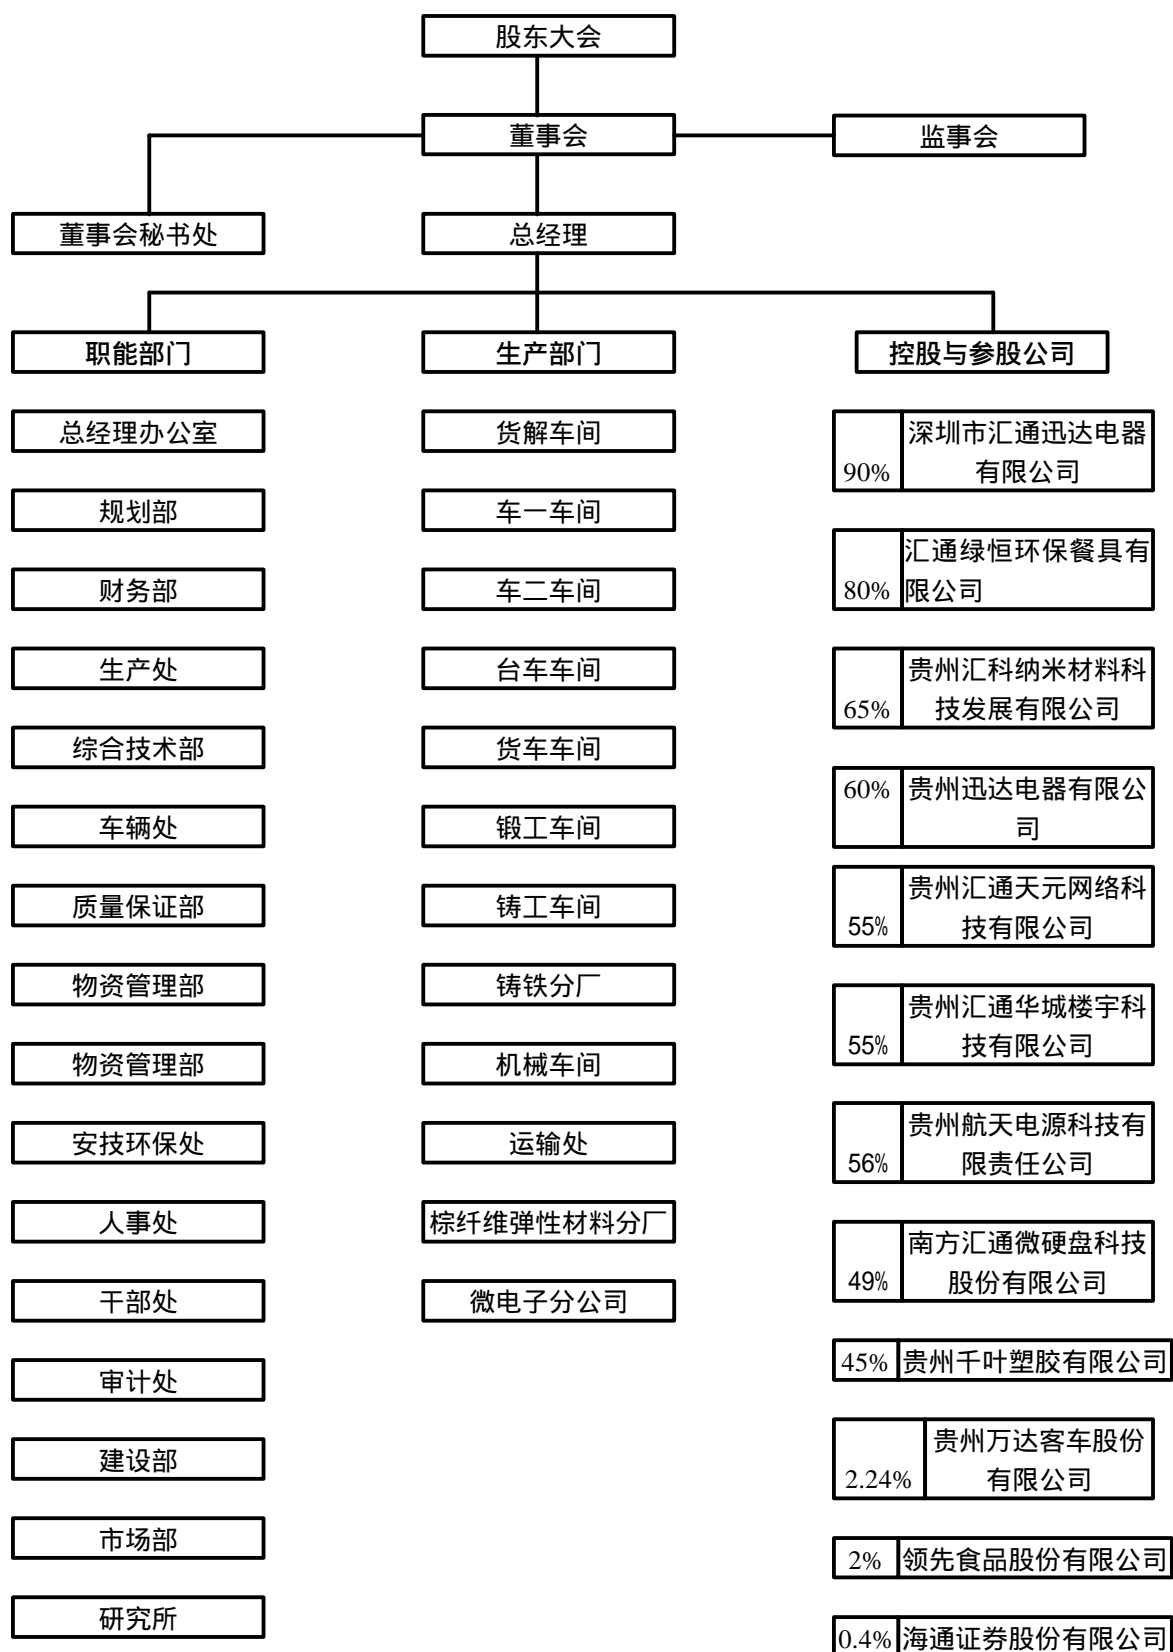 股东大会
董事会
监事会
董事会秘书处
总经理
职能部门
生产部门
控股与参股公司
总经理办公室
规划部
财务部
生产处
综合技术部
车辆处
质量保证部
物资管理部
物资管理部
安技环保处
人事处
干部处
审计处
建设部
市场部
研究所
货解车间
车一车间
车二车间
台车车间
货车车间
锻工车间
铸工车间
铸铁分厂
机械车间
运输处
棕纤维弹性材料分厂
微电子分公司
深圳市汇通迅达电器
90% 有限公司
汇通绿恒环保餐具有
80% 限公司
贵州汇科纳米材料科
65% 技发展有限公司
60% 贵州迅达电器有限公
司
贵州汇通天元网络科
55% 技有限公司
贵州汇通华城楼宇科
55% 技有限公司
贵州航天电源科技有
56% 限责任公司
南方汇通微硬盘科技
49% 股份有限公司
45% 贵州千叶塑胶有限公司
贵州万达客车股份
2.24% 有限公司
2% 领先食品股份有限公司
0.4% 海通证券股份有限公司